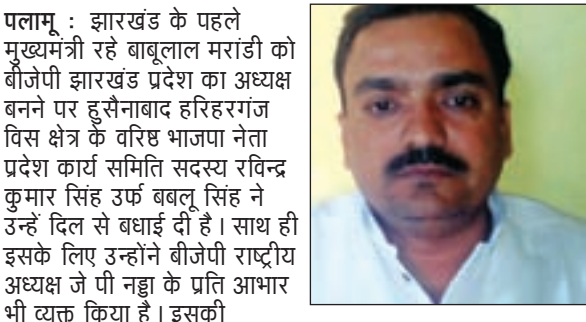 पलामू : झारखंड के पहले
मुख्यमंत्री रहे बाबूलाल मरांडी को
बीजेपी झारखंड प्रदेश का अध्यक्ष
बनने पर हुसैनाबाद हरिहरगंज
विस क्षेत्र के वरिष्ठ भाजपा नेता
प्रदेश कार्य समिति सदस्य रविन्द्र
कुमार सिंह उर्फ बबलू सिंह ने
उन्हें दिल से बधाई दी है। साथ ही
इसके लिए उन्होंने बीजेपी राष्ट्रीय
अध्यक्ष जे पी नड्डा के प्रति आभार
भी व्यक्त किया है। इसकी